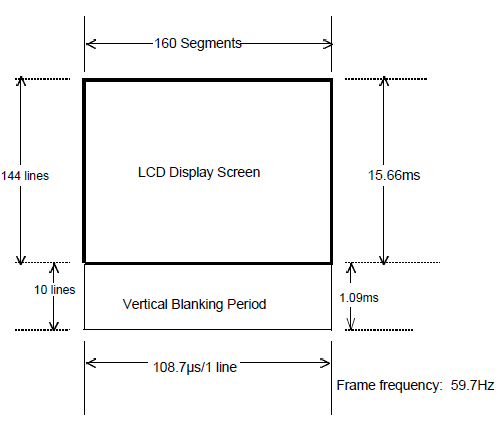 160 Segments
LCD Display Screen
144 lines
15.66ms
10 lines
Vertical Blanking Period
1.09ms
108.7μs/1 line
Frame frequency: 59.7Hz